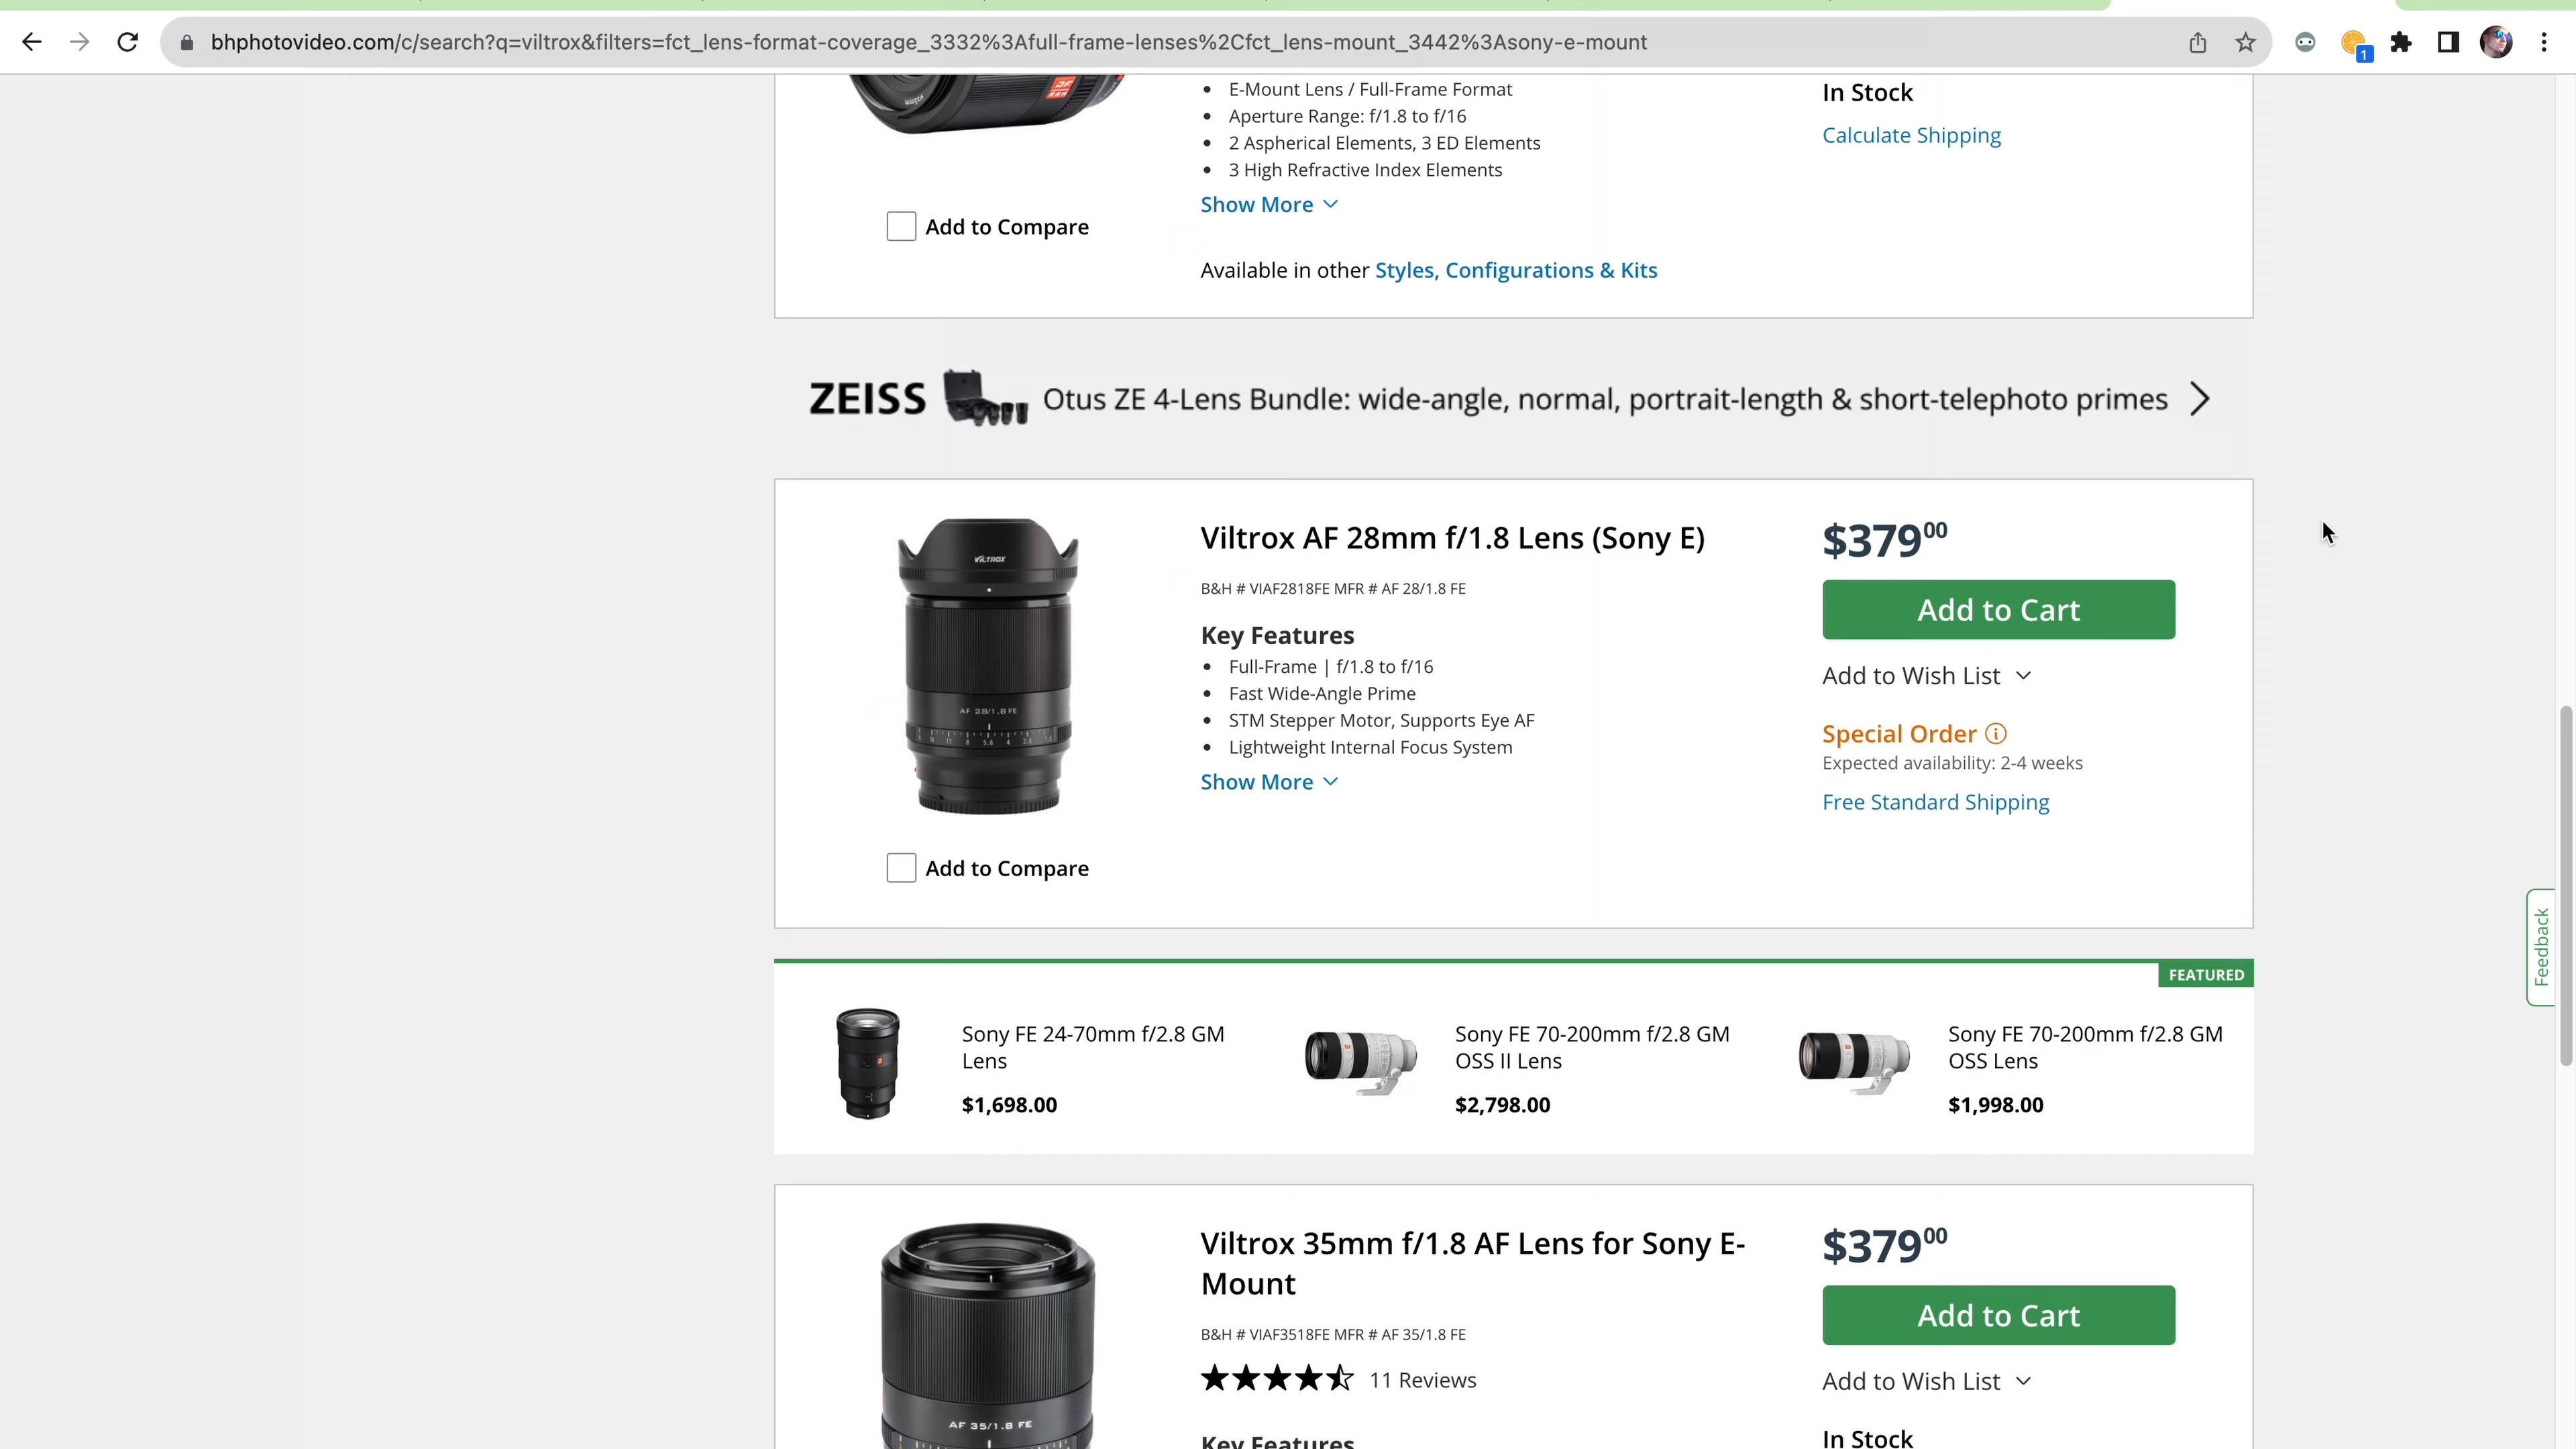 bhphotovideo.com/c/search?q=viltrox&filters=fct_lens-format-coverage_3332%3Afull-frame-lenses%2Cfct_lens-mount_3442%3Asony-e-mount
1
E-Mount Lens / Full-Frame Format
Aperture Range: f/1.8 to f/16
2 Aspherical Elements, 3 ED Elements
3 High Refractive Index Elements
Show More
Add to Compare
Available in other Styles, Configurations & Kits
In Stock
Calculate Shipping
ZEISS Otus ZE 4-Lens Bundle: wide-angle, normal, portrait-length & short-telephoto primes
VILTROX
AF 28/1.8 FE
Viltrox AF 28mm f/1.8 Lens (Sony E)
B&H # VIAF2818FE MFR # AF 28/1.8 FE
Key Features
Full-Frame | f/1.8 to f/16
Fast Wide-Angle Prime
STM Stepper Motor, Supports Eye AF
Lightweight Internal Focus System
Show More
Add to Compare
$379.00
Add to Cart
Add to Wish List
Special Order
Expected availability: 2-4 weeks
Free Standard Shipping
Feedback
FEATURED
Sony FE 24-70mm f/2.8 GM
Lens
$1,698.00
Sony FE 70-200mm f/2.8 GM
OSS II Lens
$2,798.00
Sony FE 70-200mm f/2.8 GM
OSS Lens
$1,998.00
AF 35/1.8 FE
Viltrox 35mm f/1.8 AF Lens for Sony E-
Mount
B&H # VIAF3518FE MFR # AF 35/1.8 FE
11 Reviews
Key Features
$379.00
Add to Cart
Add to Wish List
In Stock